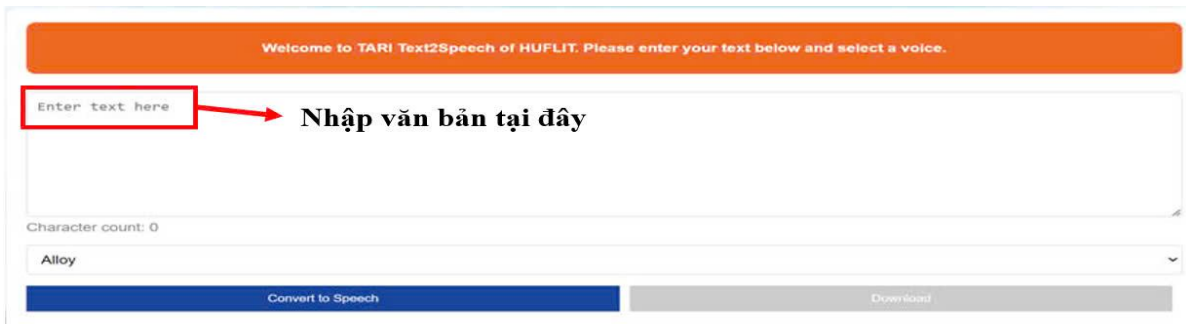 Welcome to TARI Text2Speech of HUFLIT. Please enter your text below and select a voice.
Enter text here
Nhập văn bản tại đây
Character count: 0
Alloy
Convert to Speech
Download